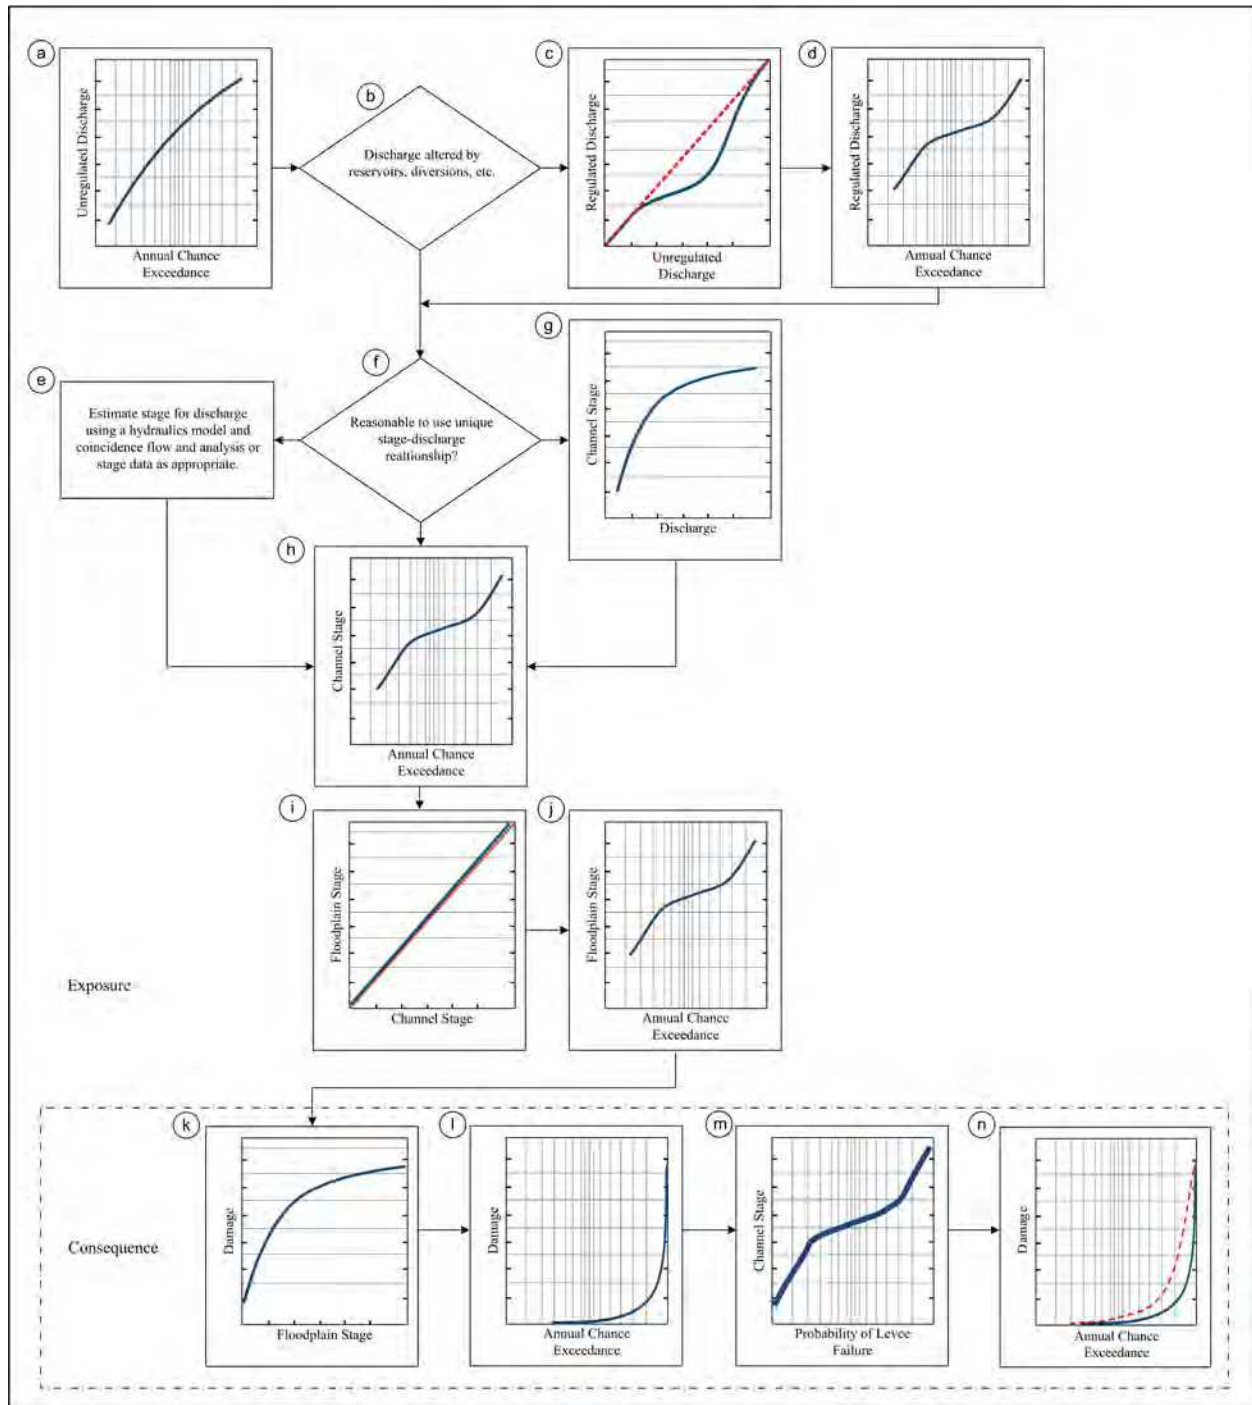 a
Unregulated Discharge
Annual Chance
Exceedance
b
Discharge altered by
reservoirs, diversions, etc.
c
Regulated Discharge
Unregulated
Discharge
d
Regulated Discharge
Annual Chance
Exceedance
e
Estimate stage for discharge
using a hydraulics model and
coincidence flow and analysis or
stage data as appropriate.
f
Reasonable to use unique
stage-discharge
realtionship?
g
Channel Stage
Discharge
h
Channel Stage
Annual Chance
Exceedance
i
Floodplain Stage
Channel Stage
j
Floodplain Stage
Annual Chance
Exceedance
Exposure
Consequence
k
Damage
Floodplain Stage
l
Damage
Annual Chance
Exceedance
m
Channel Stage
Probability of Levee
Failure
n
Damage
Annual Chance
Exceedance